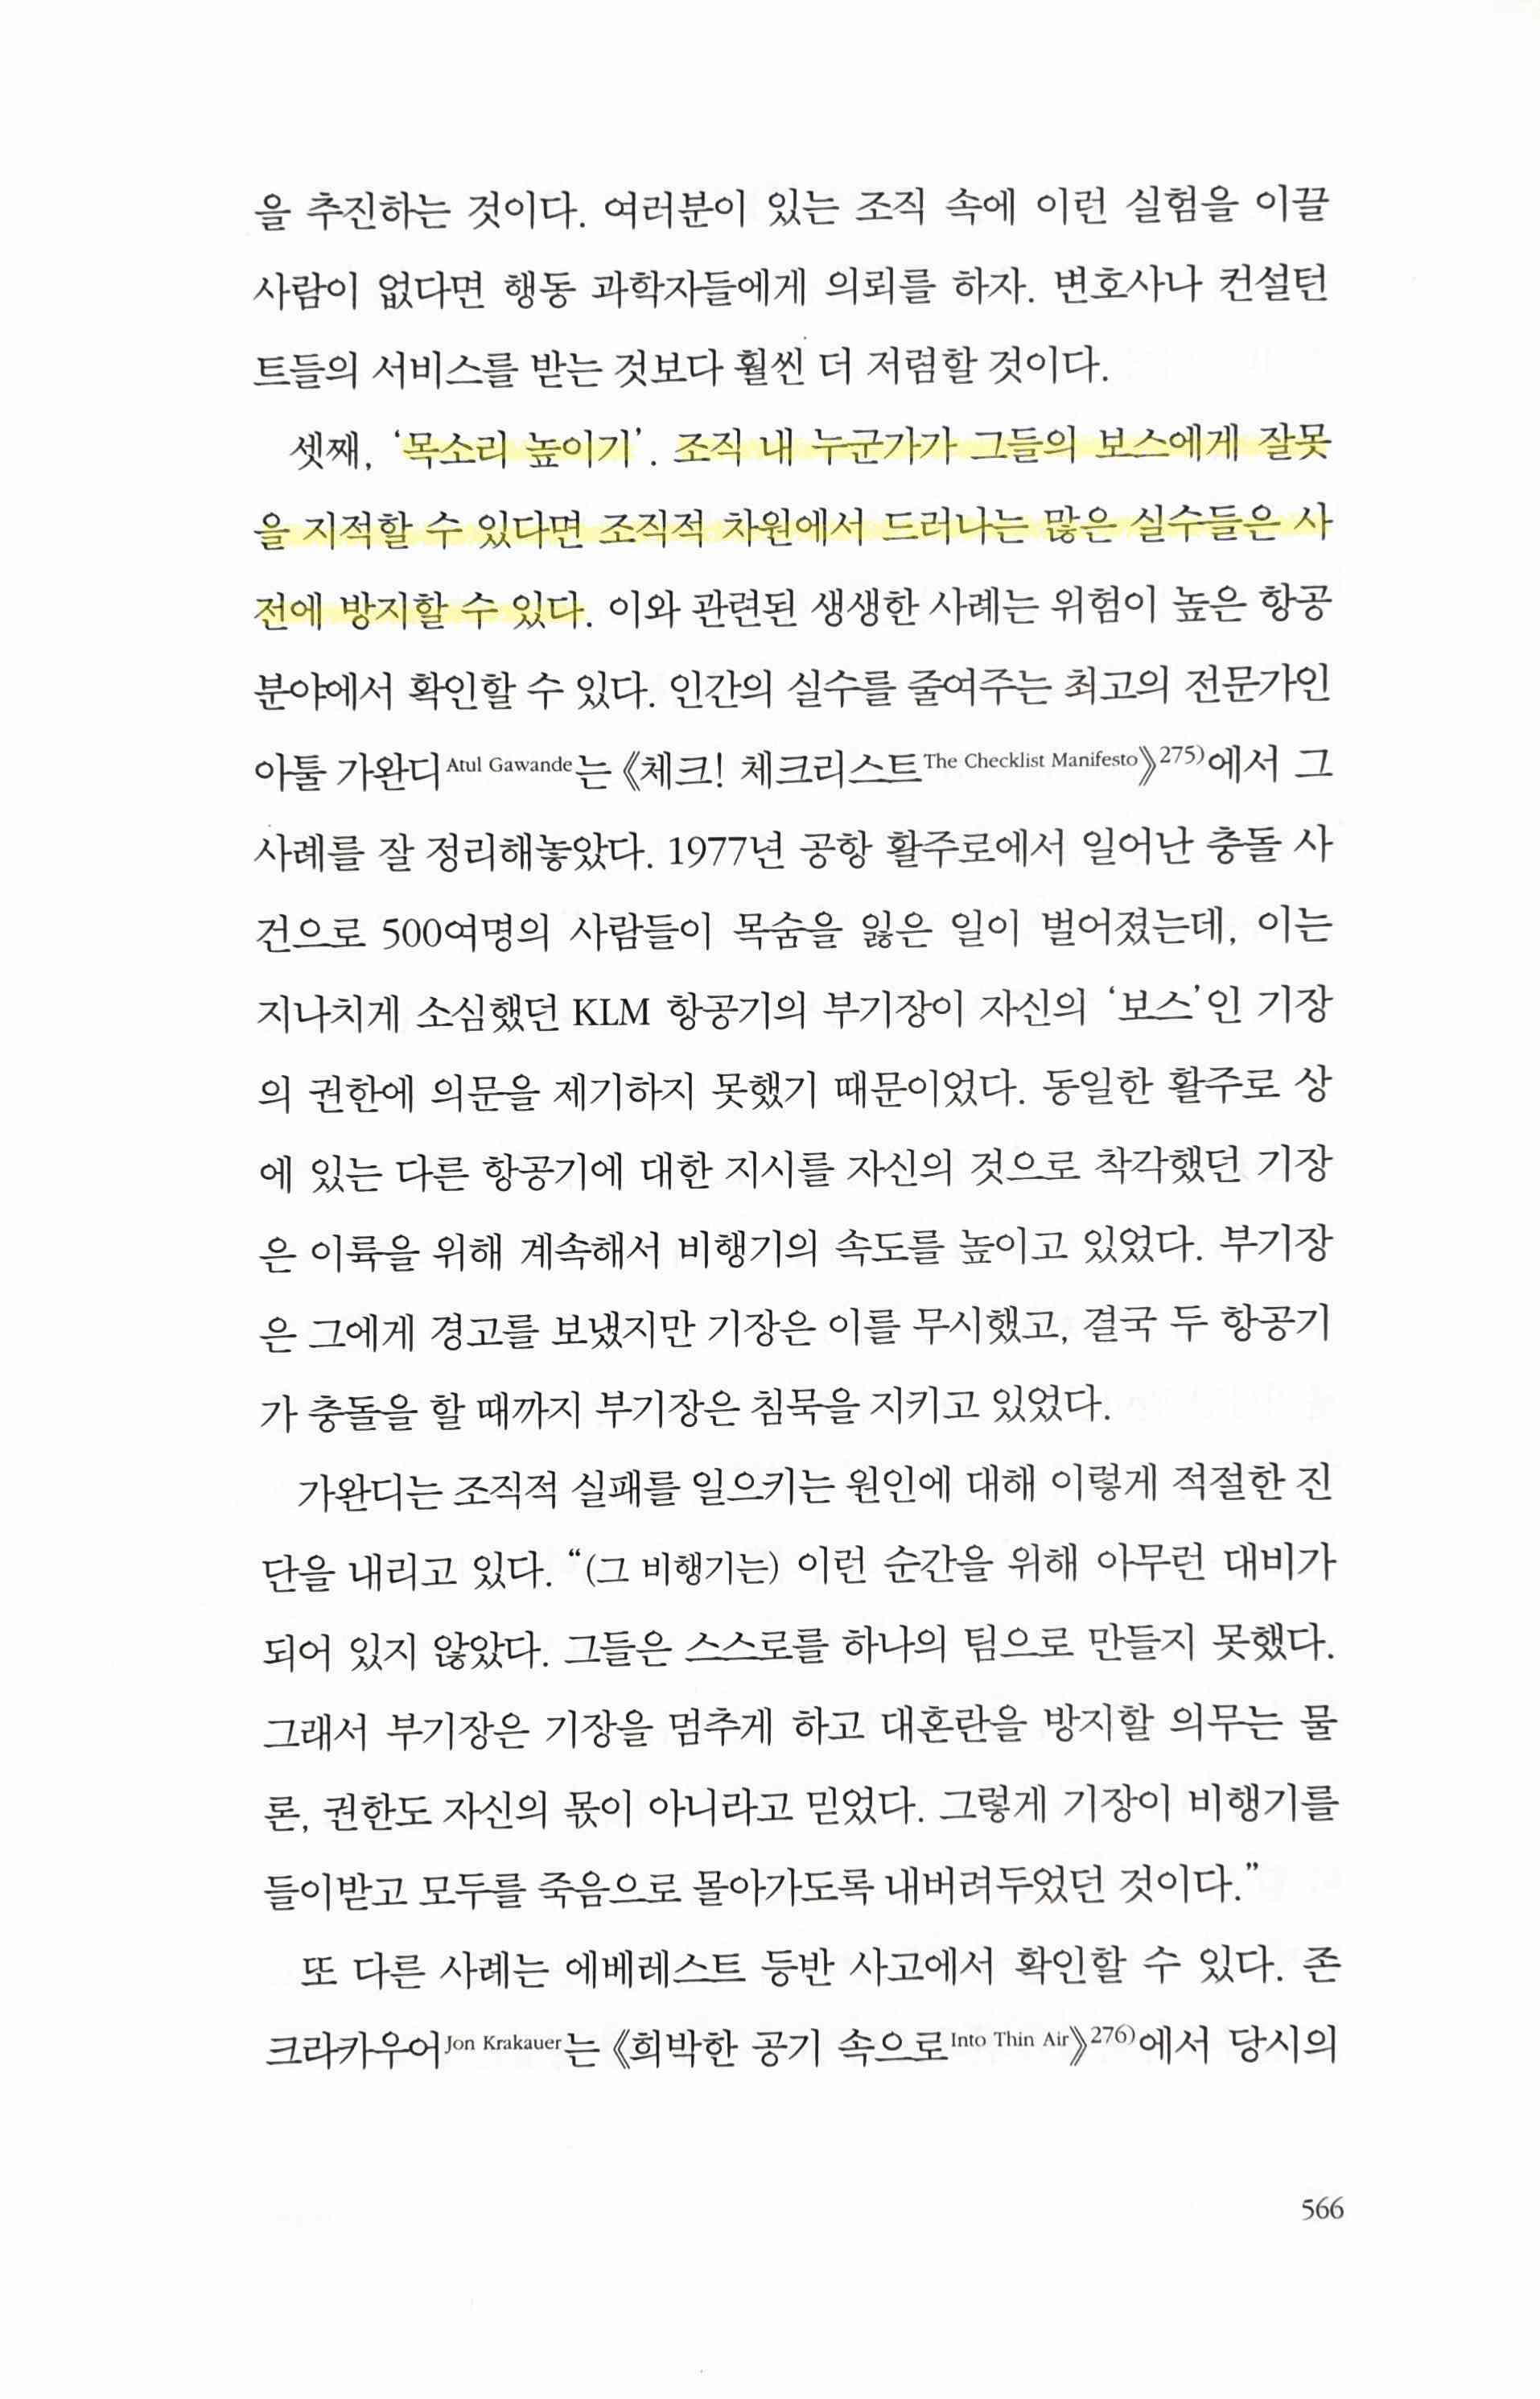 을 추진하는 것이다. 여러분이 있는 조직 속에 이런 실험을 이끌
사람이 없다면 행동 과학자들에게 의뢰를 하자. 변호사나 컨설턴
트들의 서비스를 받는 것보다 훨씬 더 저렴할 것이다.
셋째, ‘목소리 높이기’. 조직 내 누군가가 그들의 보스에게 잘못
을 지적할 수 있다면 조직적 차원에서 드러나는 많은 실수들은 사
전에 방지할 수 있다. 이와 관련된 생생한 사례는 위험이 높은 항공
분야에서 확인할 수 있다. 인간의 실수를 줄여주는 최고의 전문가인
아툴 가완디Atul Gawande는 《체크! 체크리스트The Checklist Manifesto》275)에서 그
사례를 잘 정리해놓았다. 1977년 공항 활주로에서 일어난 충돌 사
건으로 500여명의 사람들이 목숨을 잃은 일이 벌어졌는데, 이는
지나치게 소심했던 KLM 항공기의 부기장이 자신의 ‘보스’인 기장
의 권한에 의문을 제기하지 못했기 때문이었다. 동일한 활주로 상
에 있는 다른 항공기에 대한 지시를 자신의 것으로 착각했던 기장
은 이륙을 위해 계속해서 비행기의 속도를 높이고 있었다. 부기장
은 그에게 경고를 보냈지만 기장은 이를 무시했고, 결국 두 항공기
가 충돌을 할 때까지 부기장은 침묵을 지키고 있었다.
가완디는 조직적 실패를 일으키는 원인에 대해 이렇게 적절한 진
단을 내리고 있다. “(그 비행기는) 이런 순간을 위해 아무런 대비가
되어 있지 않았다. 그들은 스스로를 하나의 팀으로 만들지 못했다.
그래서 부기장은 기장을 멈추게 하고 대혼란을 방지할 의무는 물
론, 권한도 자신의 몫이 아니라고 믿었다. 그렇게 기장이 비행기를
들이받고 모두를 죽음으로 몰아가도록 내버려두었던 것이다.”
또 다른 사례는 에베레스트 등반 사고에서 확인할 수 있다. 존
크라카우어Jon Krakauer는 《희박한 공기 속으로Into Thin Air》276)에서 당시의
566